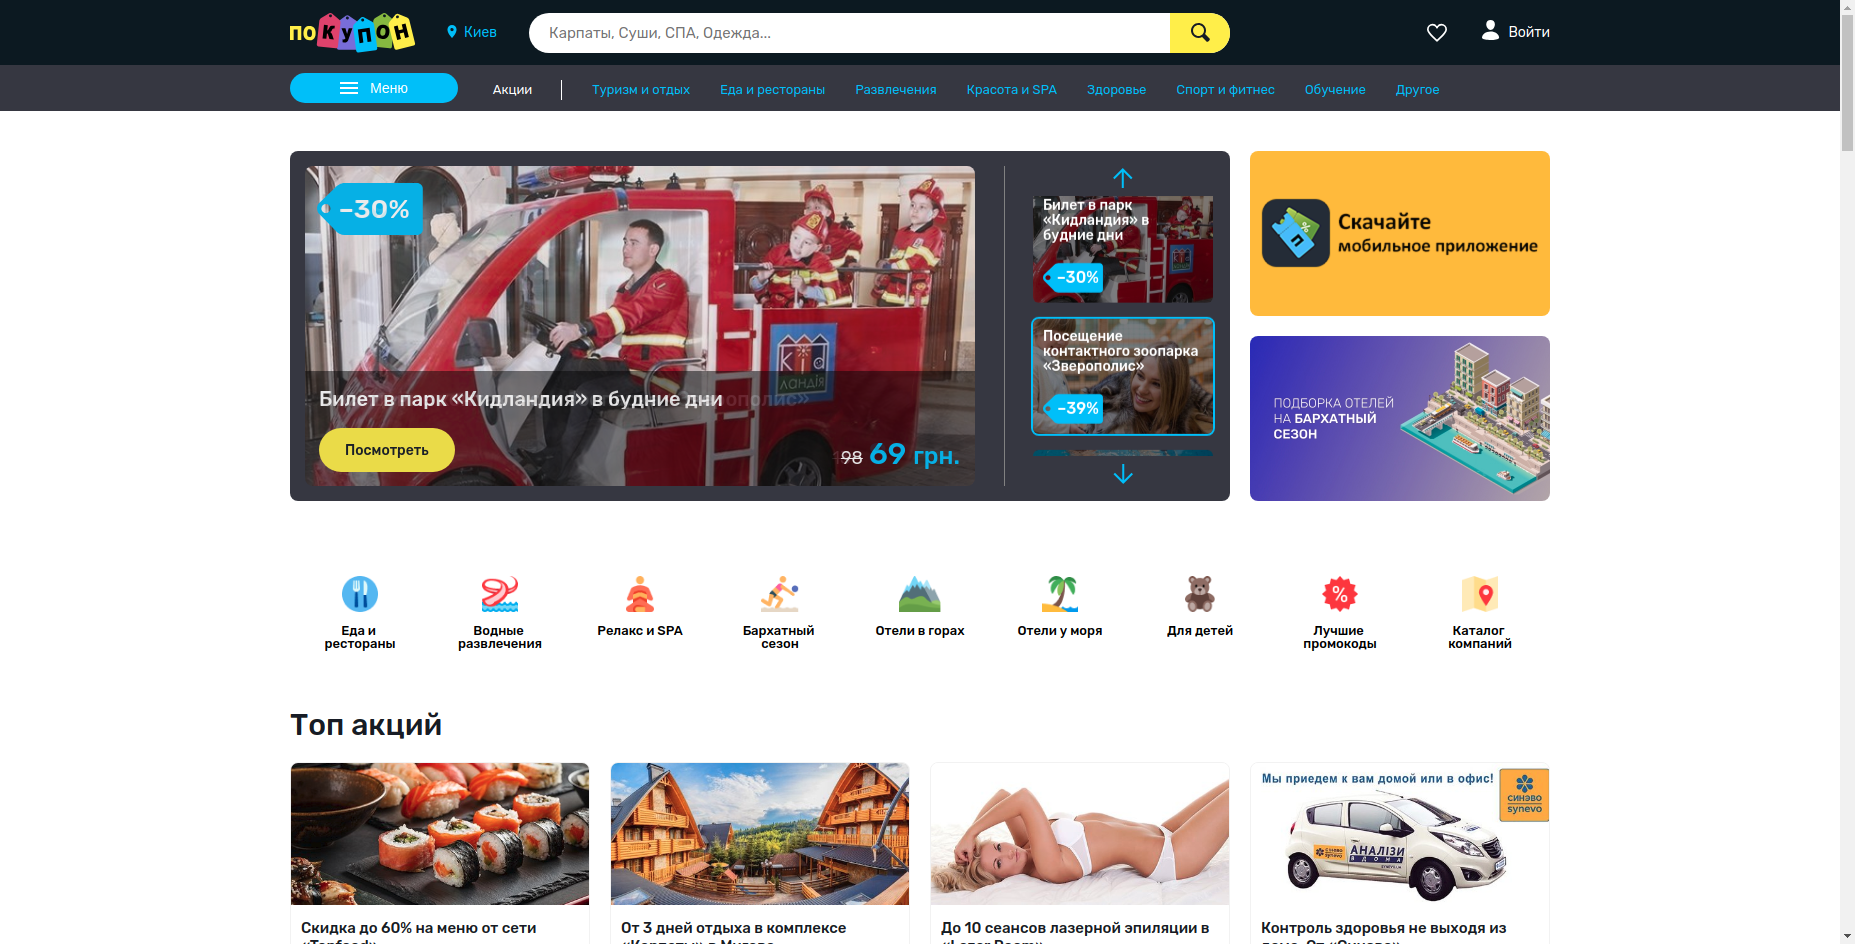 покупон
Киев
Карпаты, Суши, СПА, Одежда...
Войти
Меню
Акции
Туризм и отдых
Еда и рестораны
Развлечения
Красота и SPA
Здоровье
Спорт и фитнес
Обучение
Другое
-30%
Билет в парк «Кидландия» в будние дни
Посмотреть
98 69 грн.
Билет в парк
«Кидландия» в
будние дни
-30%
Посещение
контактного зоопарка
«Зверополис»
-39%
Скачайте
мобильное приложение
ПОДБОРКА ОТЕЛЕЙ
НА БАРХАТНЫЙ
СЕЗОН
Еда и
рестораны
Водные
развлечения
Релакс и SPA
Бархатный
сезон
Отели в горах
Отели у моря
Для детей
Лучшие
промокоды
Каталог
компаний
Топ акций
Мы приедем к вам домой или в офис!
синэво
synevo
АНАЛІЗИ
ВДОМА
Скидка до 60% на меню от сети
От 3 дней отдыха в комплексе
До 10 сеансов лазерной эпиляции в
Контроль здоровья не выходя из